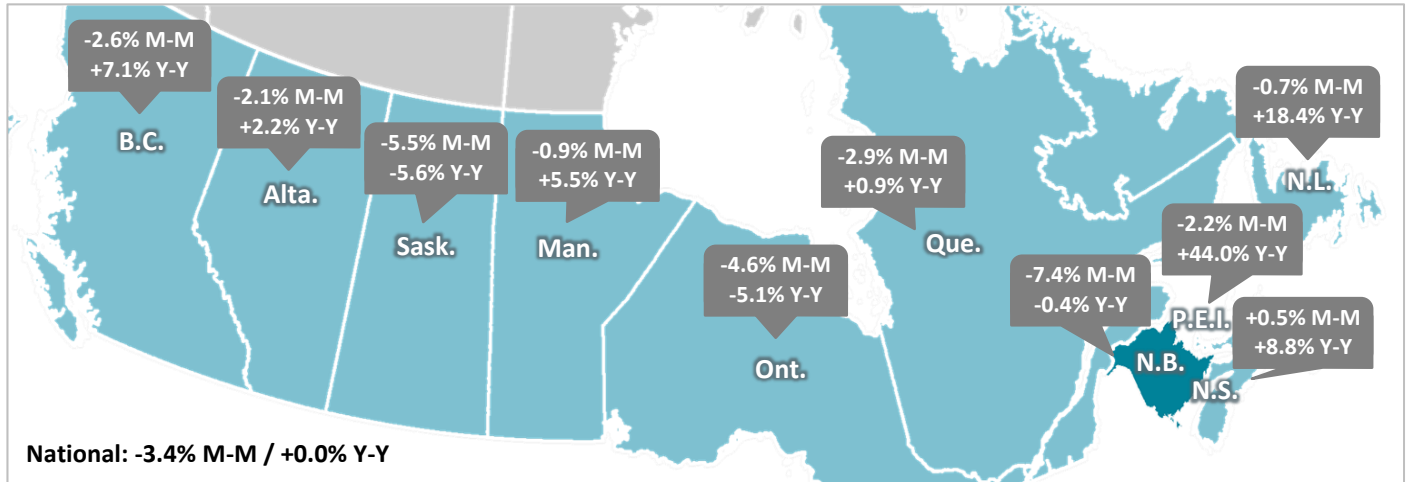 -2.6% M-M
+7.1% Y-Y
B.C.
-2.1% M-M
+2.2% Y-Y
Alta.
-5.5% M-M
-5.6% Y-Y
Sask.
-0.9% M-M
+5.5% Y-Y
Man.
-4.6% M-M
-5.1% Y-Y
Ont.
-2.9% M-M
+0.9% Y-Y
Que.
-0.7% M-M
+18.4% Y-Y
N.L.
-2.2% M-M
+44.0% Y-Y
P.E.I.
-7.4% M-M
-0.4% Y-Y
N.B.
+0.5% M-M
+8.8% Y-Y
N.S.
National: -3.4% M-M / +0.0% Y-Y